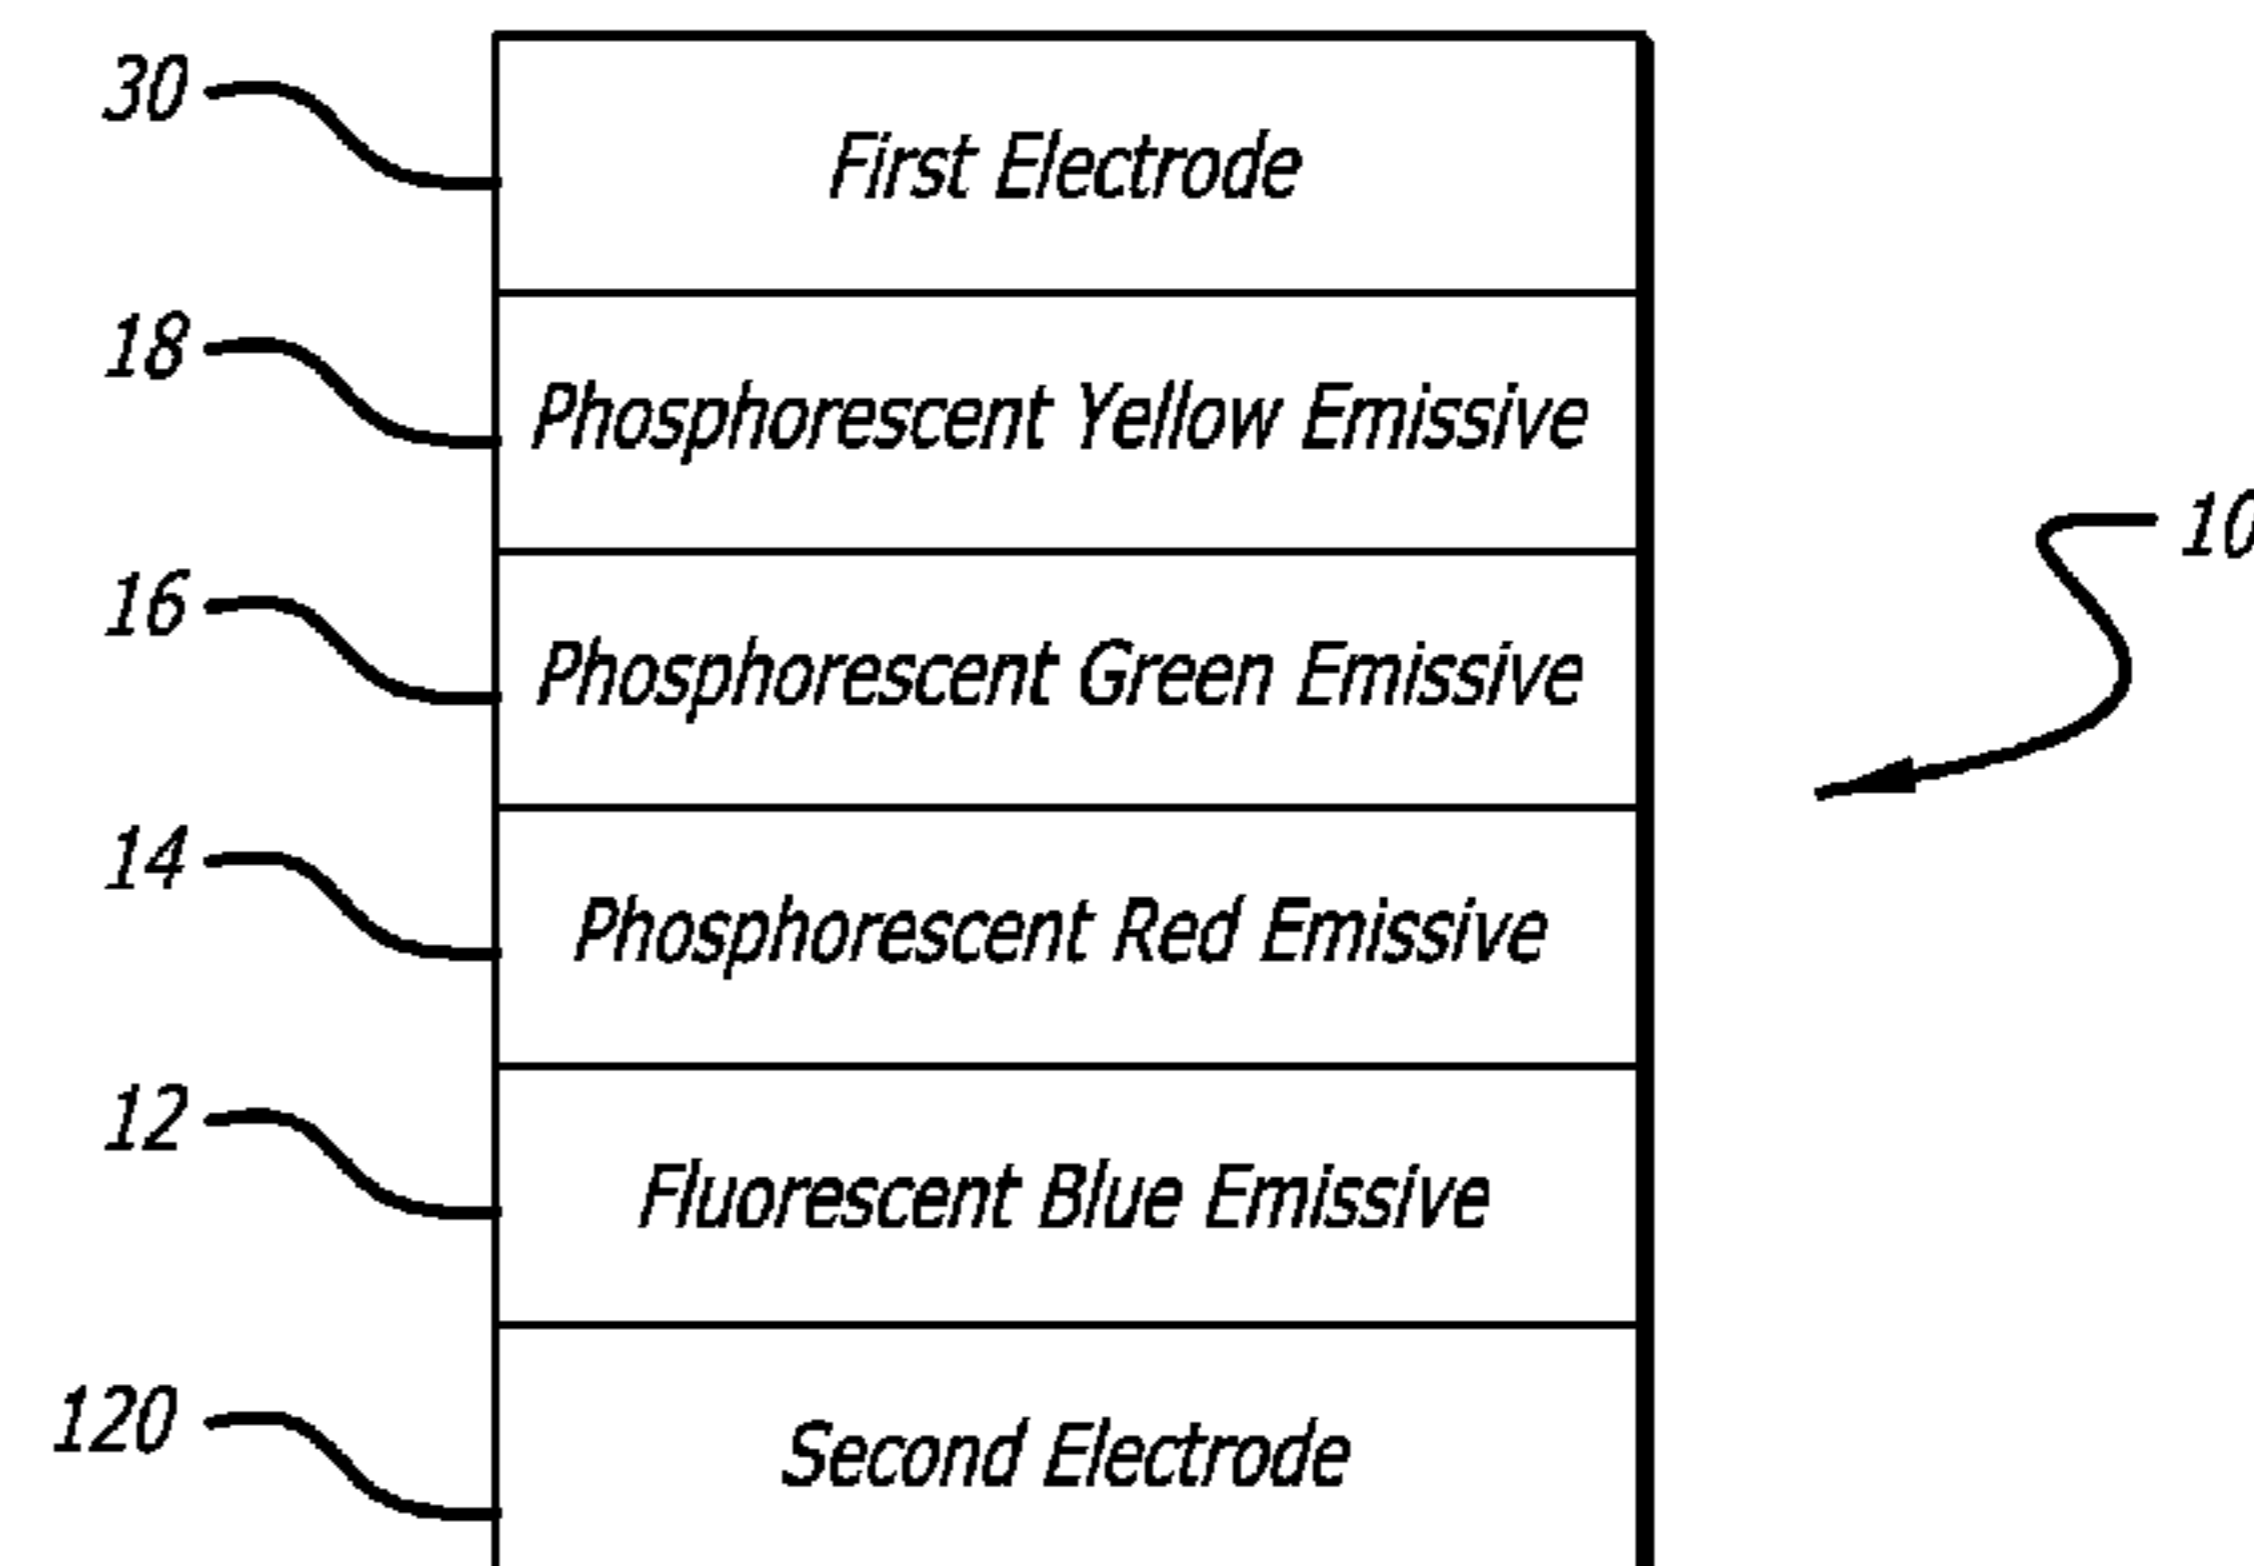 30
First Electrode
18
Phosphorescent Yellow Emissive
10
16
Phosphorescent Green Emissive
14
Phosphorescent Red Emissive
12
Fluorescent Blue Emissive
120
Second Electrode